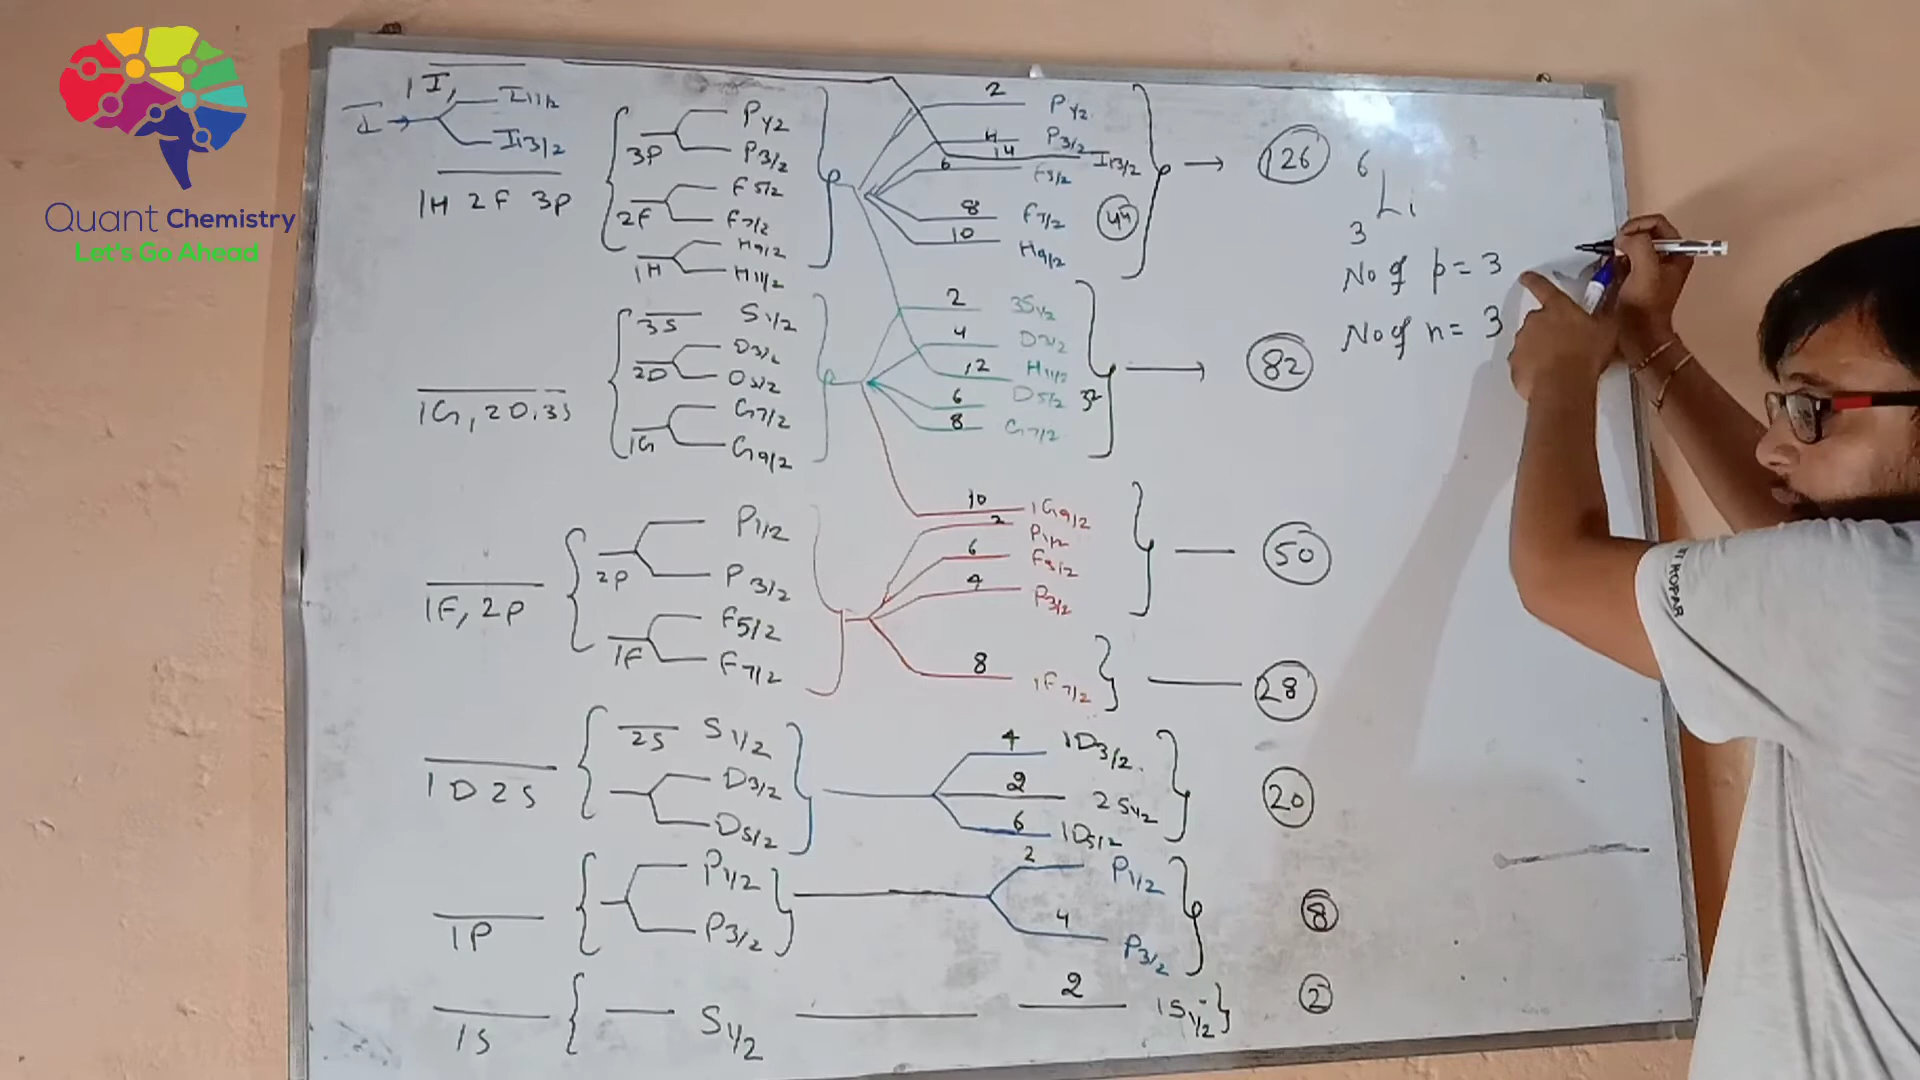 Quant Chemistry
Let's Go Ahead
I
1I,
I11/2
I13/2
1H 2F 3P
3P
P1/2
P3/2
2F
F5/2
F7/2
1H
H9/2
H11/2
2 P1/2
4 P3/2
14 I13/2
6 F5/2
8 F7/2
10 H9/2
44
126
1G, 2D, 3S
3S
S1/2
2D
D3/2
D5/2
1G
G7/2
G9/2
2 3S1/2
4 D3/2
12 H11/2
6 D5/2
8 G7/2
32
82
1F, 2P
2P
P1/2
P3/2
1F
F5/2
F7/2
10 1G9/2
2 P1/2
6 F5/2
4 P3/2
50
8 1F7/2
28
1D 2S
2S
S1/2
D3/2
D5/2
4 1D3/2
2 2S1/2
6 1D5/2
20
1P
P1/2
P3/2
2 P1/2
4 P3/2
8
1S
S1/2
2 1S1/2
2
6
Li
3
No of p = 3
No of n = 3
ROPAR